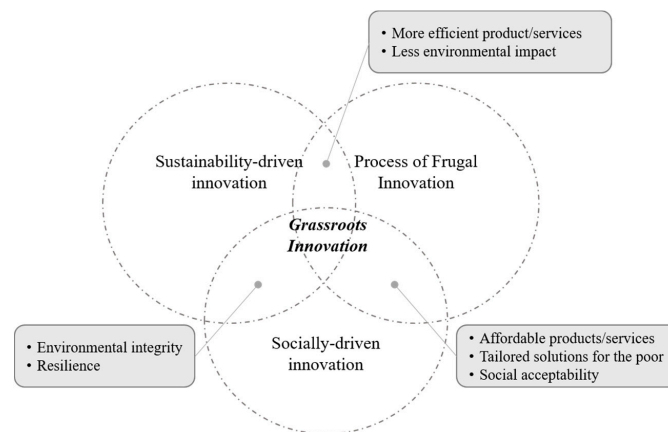 • More efficient product/services
• Less environmental impact
Sustainability-driven
innovation
Process of Frugal
Innovation
Grassroots
Innovation
• Environmental integrity
• Resilience
Socially-driven
innovation
• Affordable products/services
• Tailored solutions for the poor
• Social acceptability